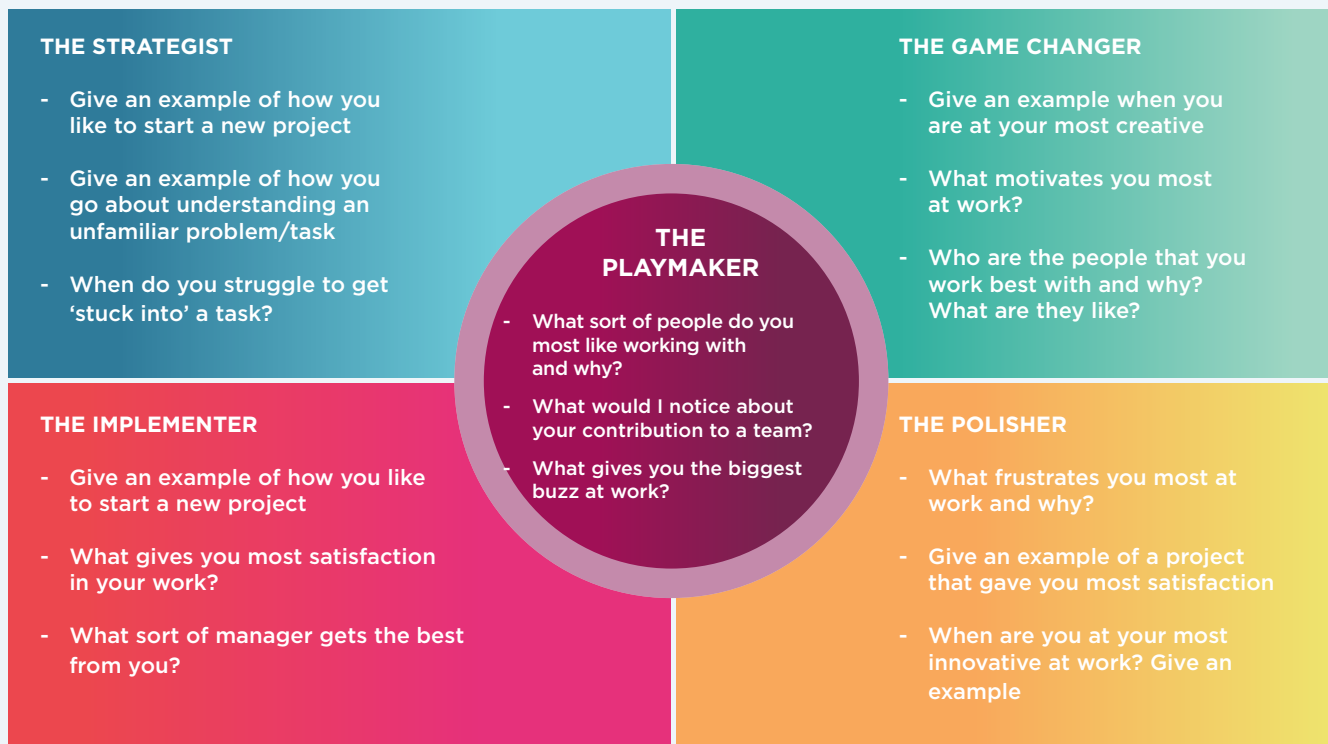 THE STRATEGIST
- Give an example of how you
like to start a new project
- Give an example of how you
go about understanding an
unfamiliar problem/task
- When do you struggle to get
‘stuck into’ a task?
THE GAME CHANGER
- Give an example when you
are at your most creative
- What motivates you most
at work?
- Who are the people that you
work best with and why?
What are they like?
THE
PLAYMAKER
- What sort of people do you
most like working with
and why?
- What would I notice about
your contribution to a team?
- What gives you the biggest
buzz at work?
THE IMPLEMENTER
- Give an example of how you like
to start a new project
- What gives you most satisfaction
in your work?
- What sort of manager gets the best
from you?
THE POLISHER
- What frustrates you most at
work and why?
- Give an example of a project
that gave you most satisfaction
- When are you at your most
innovative at work? Give an
example